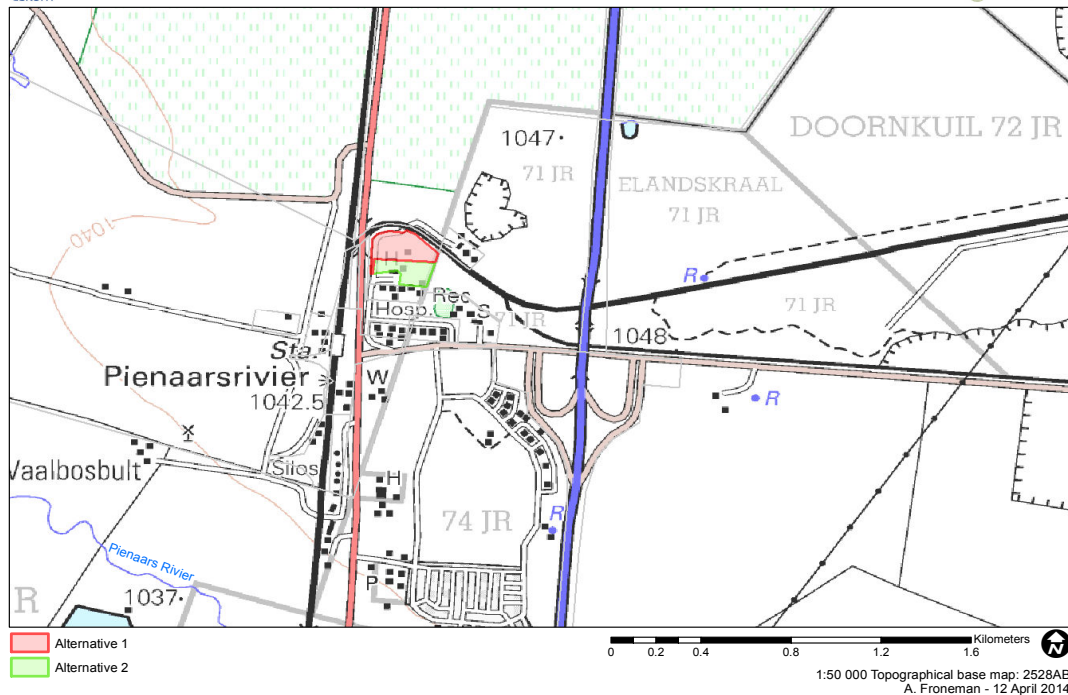 1047
DOORNKUIL 72 JR
71 JR
ELANDSKRAAL
71 JR
1040
R
H
Rec
71 JR
Hosp.
S
71 JR
Sta.
1048
Pienaarsrivier
W
1042.5
R
Vaalbosbult
Silos
H
74 JR
R
Pienaars Rivier
P
R
1037
Alternative 1
Alternative 2
Kilometers
0 0.2 0.4 0.8 1.2 1.6
N
1:50 000 Topographical base map: 2528AB
A. Froneman - 12 April 2014